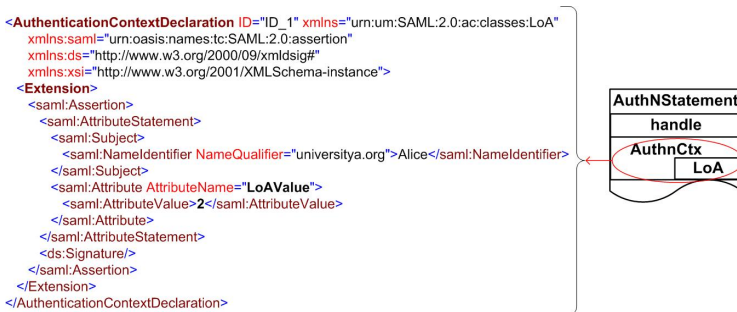 <AuthenticationContextDeclaration ID="ID_1" xmlns="urn:um:SAML:2.0:ac:classes:LoA"
xmlns:saml="urn:oasis:names:tc:SAML:2.0:assertion"
xmlns:ds="http://www.w3.org/2000/09/xmldsig#"
xmlns:xsi="http://www.w3.org/2001/XMLSchema-instance">
<Extension>
<saml:Assertion>
<saml:AttributeStatement>
<saml:Subject>
<saml:NameIdentifier NameQualifier="universitya.org">Alice</saml:NameIdentifier>
</saml:Subject>
<saml:Attribute AttributeName="LoAValue">
<saml:AttributeValue>2</saml:AttributeValue>
</saml:Attribute>
</saml:AttributeStatement>
<ds:Signature/>
</saml:Assertion>
</Extension>
</AuthenticationContextDeclaration>
AuthNStatement
handle
AuthnCtx
LoA